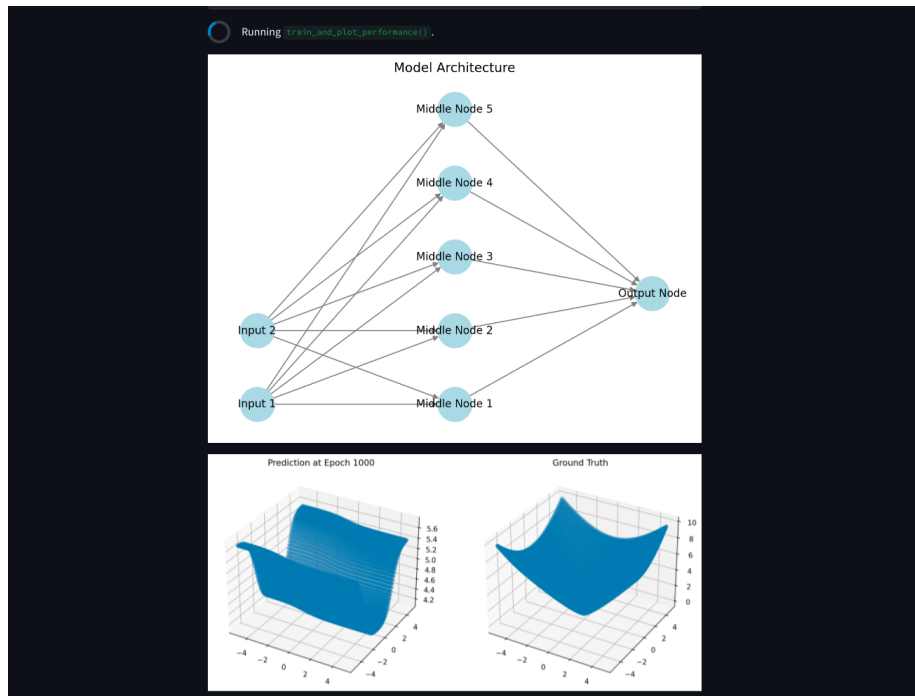 Running train_and_plot_performance().
Model Architecture
Middle Node 5
Middle Node 4
Middle Node 3
Output Node
Input 2
Middle Node 2
Input 1
Middle Node 1
Prediction at Epoch 1000
Ground Truth
5.6
5.4
5.2
5.0
4.8
4.6
4.4
4.2
4
2
0
−2
−4
−4
−2
0
2
4
10
8
6
4
2
0
4
2
0
−2
−4
−4
−2
0
2
4